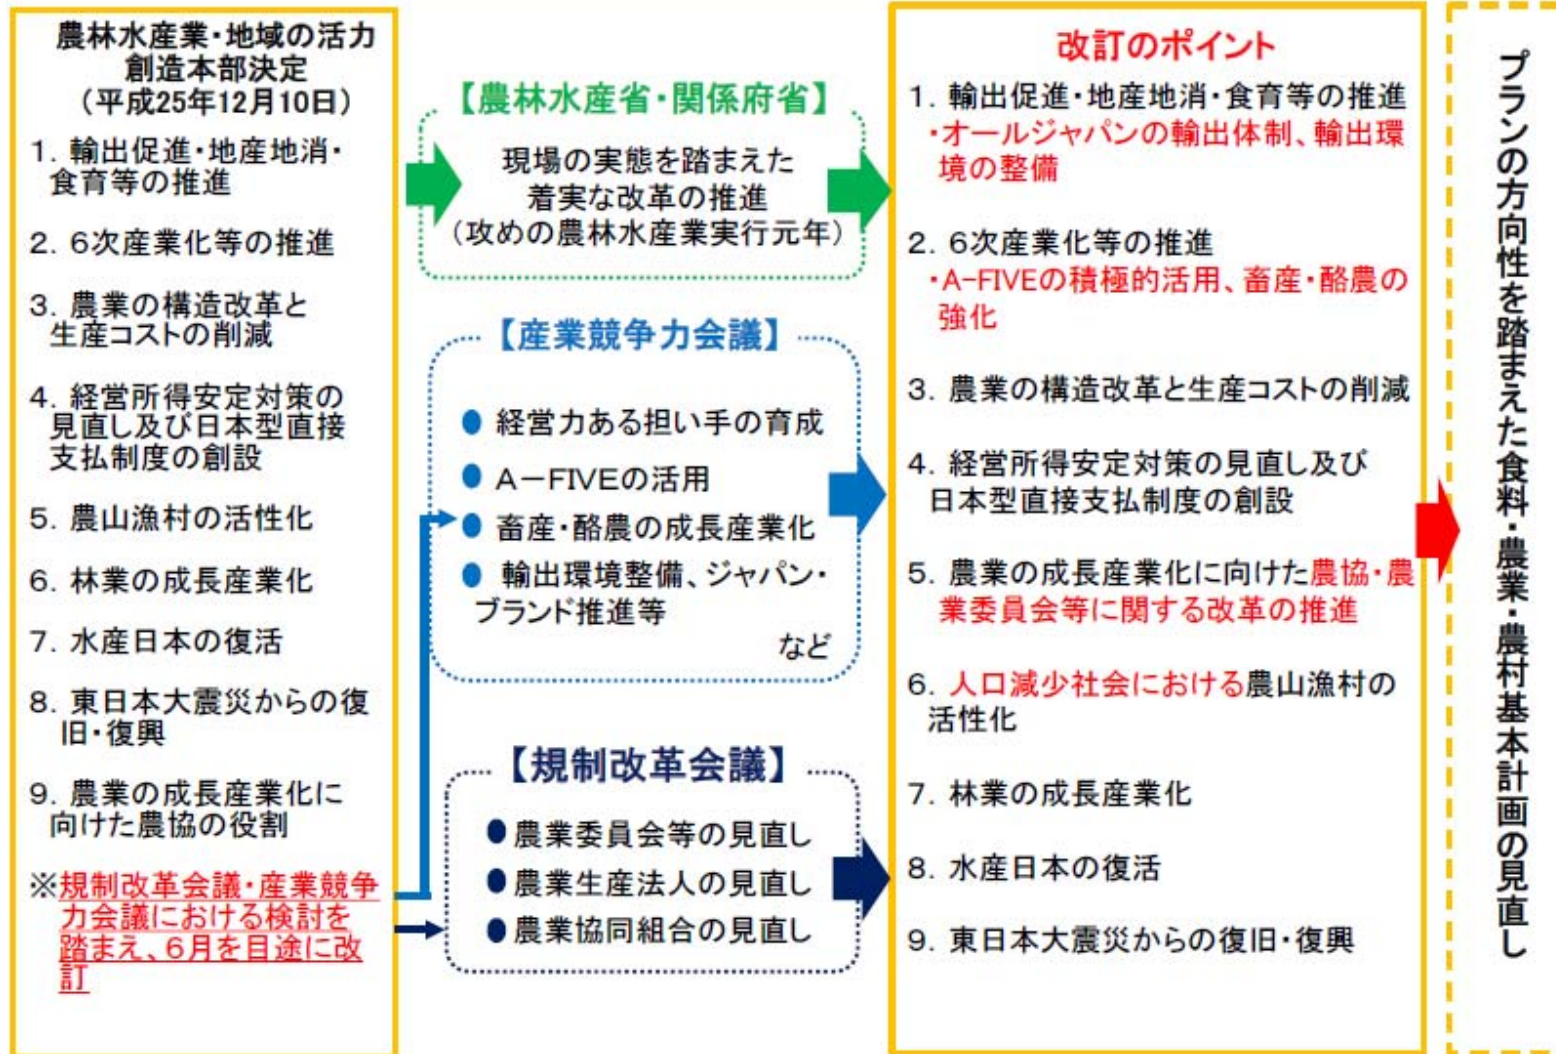 農林水産業・地域の活力
創造本部決定
（平成25年12月10日）
1．輸出促進・地産地消・
食育等の推進
2．6次産業化等の推進
3．農業の構造改革と
生産コストの削減
4．経営所得安定対策の
見直し及び日本型直接
支払制度の創設
5．農山漁村の活性化
6．林業の成長産業化
7．水産日本の復活
8．東日本大震災からの復
旧・復興
9．農業の成長産業化に
向けた農協の役割
※規制改革会議・産業競争
力会議における検討を
踏まえ、6月を目途に改
訂
【農林水産省・関係府省】
現場の実態を踏まえた
着実な改革の推進
（攻めの農林水産業実行元年）
【産業競争力会議】
● 経営力ある担い手の育成
● A－FIVEの活用
● 畜産・酪農の成長産業化
● 輸出環境整備、ジャパン・
ブランド推進等
など
【規制改革会議】
●農業委員会等の見直し
●農業生産法人の見直し
●農業協同組合の見直し
改訂のポイント
1．輸出促進・地産地消・食育等の推進
・オールジャパンの輸出体制、輸出環
境の整備
2．6次産業化等の推進
・A-FIVEの積極的活用、畜産・酪農の
強化
3．農業の構造改革と生産コストの削減
4．経営所得安定対策の見直し及び
日本型直接支払制度の創設
5．農業の成長産業化に向けた農協・農
業委員会等に関する改革の推進
6．人口減少社会における農山漁村の
活性化
7．林業の成長産業化
8．水産日本の復活
9．東日本大震災からの復旧・復興
プランの方向性を踏まえた食料・農業・農村基本計画の見直し